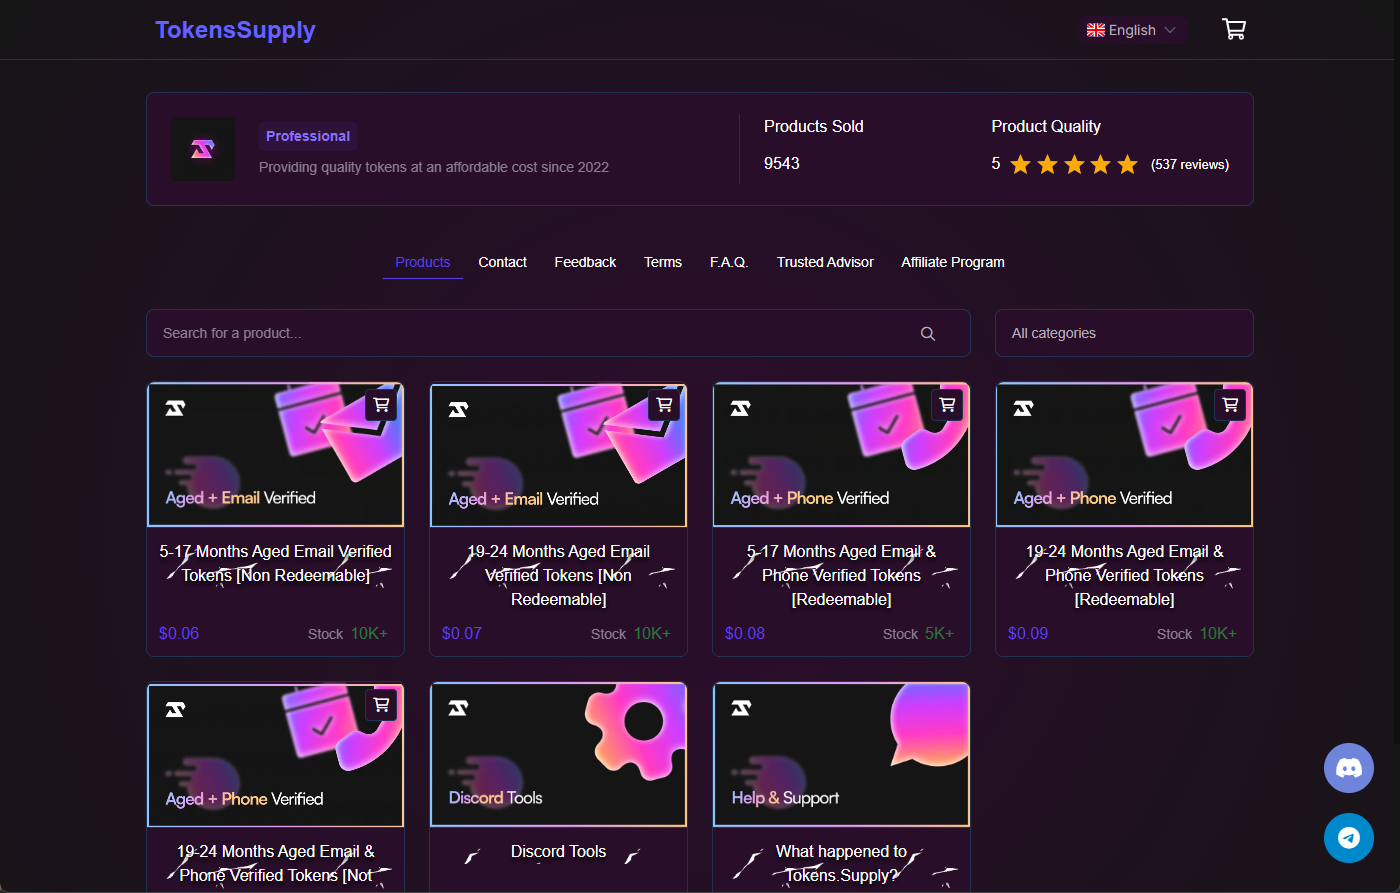 TokensSupply
English
Professional
Providing quality tokens at an affordable cost since 2022
Products Sold
9543
Product Quality
5
(537 reviews)
Products
Contact
Feedback
Terms
F.A.Q.
Trusted Advisor
Affiliate Program
Search for a product...
All categories
Aged + Email Verified
5-17 Months Aged Email Verified
Tokens [Non Redeemable]
$0.06
Stock 10K+
Aged + Email Verified
19-24 Months Aged Email
Verified Tokens [Non
Redeemable]
$0.07
Stock 10K+
Aged + Phone Verified
5-17 Months Aged Email &
Phone Verified Tokens
[Redeemable]
$0.08
Stock 5K+
Aged + Phone Verified
19-24 Months Aged Email &
Phone Verified Tokens
[Redeemable]
$0.09
Stock 10K+
Aged + Phone Verified
19-24 Months Aged Email &
Phone Verified Tokens [Not
Discord Tools
Discord Tools
Help & Support
What happened to
Tokens.Supply?